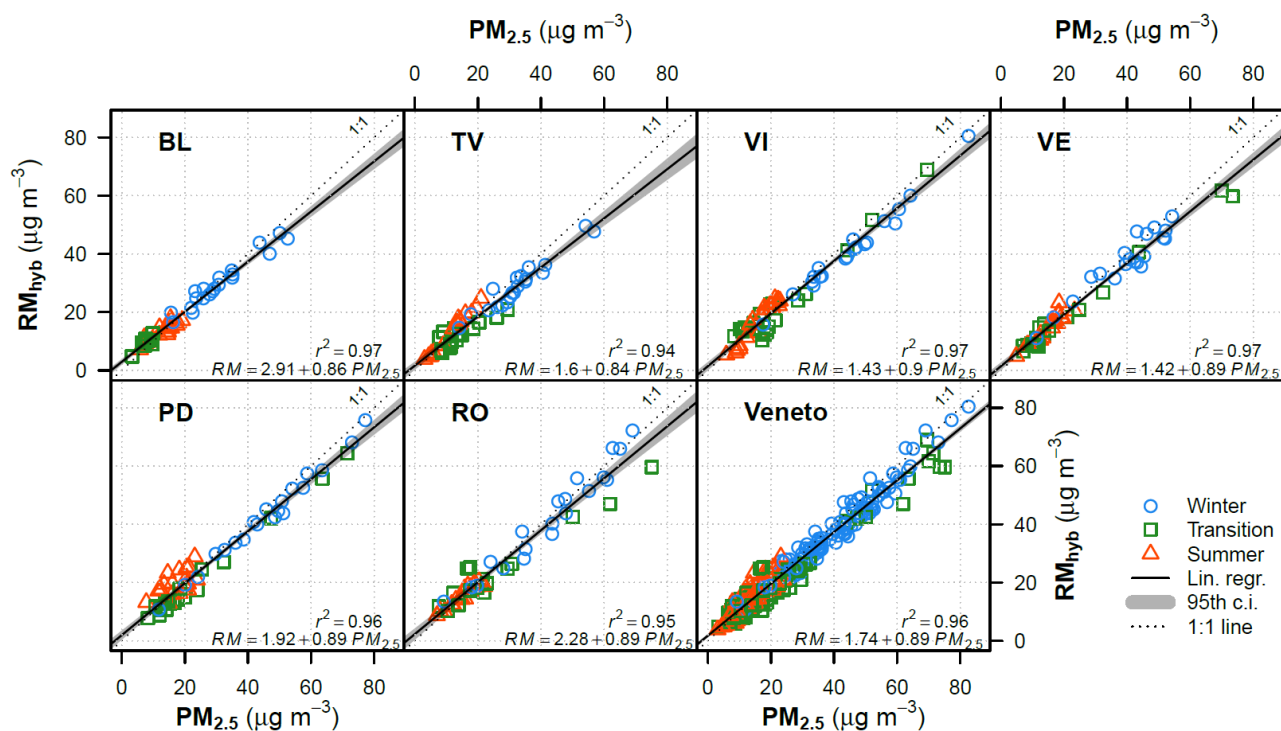 PM2.5 (μg m−3)
PM2.5 (μg m−3)
0 20 40 60 80
0 20 40 60 80
RMhyb (μg m−3)
80
60
40
20
0
BL
1:1
r2 = 0.97
RM = 2.91 + 0.86 PM2.5
TV
1:1
r2 = 0.94
RM = 1.6 + 0.84 PM2.5
VI
1:1
r2 = 0.97
RM = 1.43 + 0.9 PM2.5
VE
1:1
r2 = 0.97
RM = 1.42 + 0.89 PM2.5
PD
1:1
r2 = 0.96
RM = 1.92 + 0.89 PM2.5
RO
1:1
r2 = 0.95
RM = 2.28 + 0.89 PM2.5
Veneto
1:1
r2 = 0.96
RM = 1.74 + 0.89 PM2.5
80
60
40
20
0
RMhyb (μg m−3)
Winter
Transition
Summer
Lin. regr.
95th c.i.
1:1 line
0 20 40 60 80
0 20 40 60 80
PM2.5 (μg m−3)
PM2.5 (μg m−3)